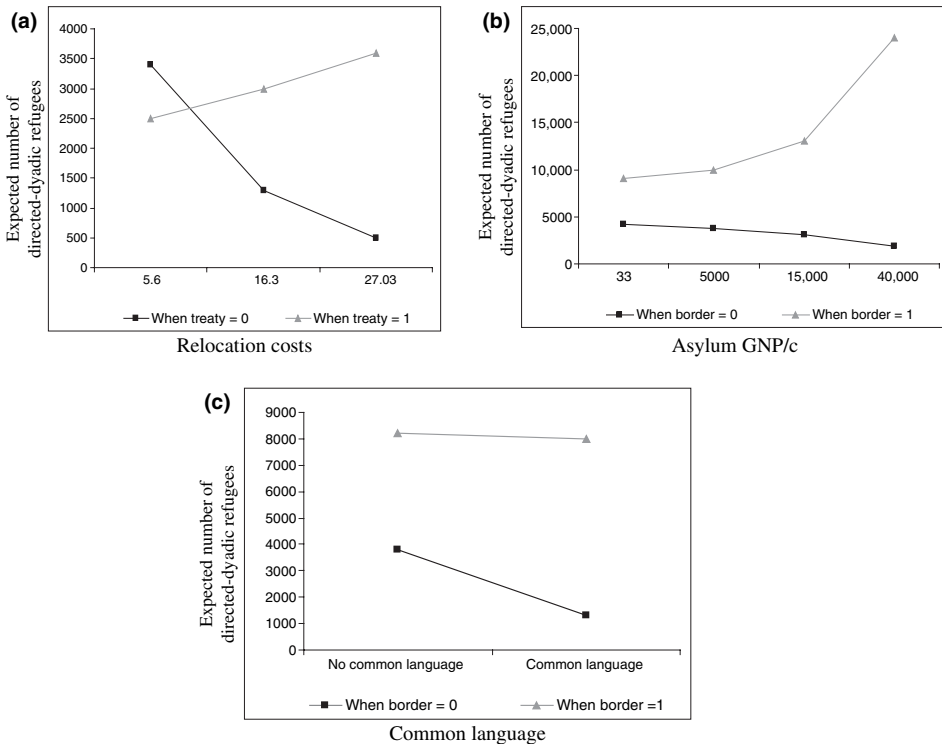 (a)
Expected number of
directed-dyadic refugees
4000
3500
3000
2500
2000
1500
1000
500
0
5.6 16.3 27.03
When treaty = 0 When treaty = 1
Relocation costs
(b)
Expected number of
directed-dyadic refugees
25,000
20,000
15,000
10,000
5000
0
33 5000 15,000 40,000
When border = 0 When border = 1
Asylum GNP/c
(c)
Expected number of
directed-dyadic refugees
9000
8000
7000
6000
5000
4000
3000
2000
1000
0
No common language Common language
When border = 0 When border =1
Common language